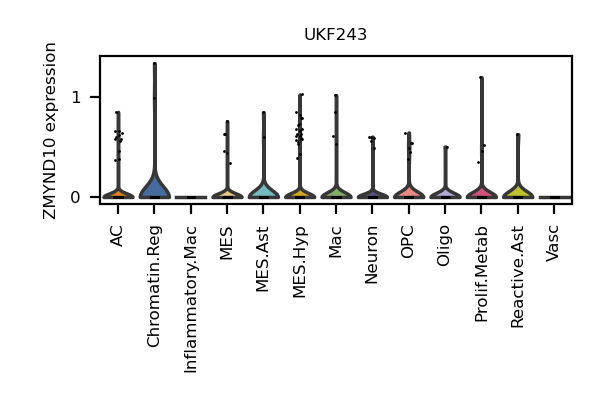 UKF243
ZMYND10 expression
1
0
AC
Chromatin.Reg
Inflammatory.Mac
MES
MES.Ast
MES.Hyp
Mac
Neuron
OPC
Oligo
Prolif.Metab
Reactive.Ast
Vasc